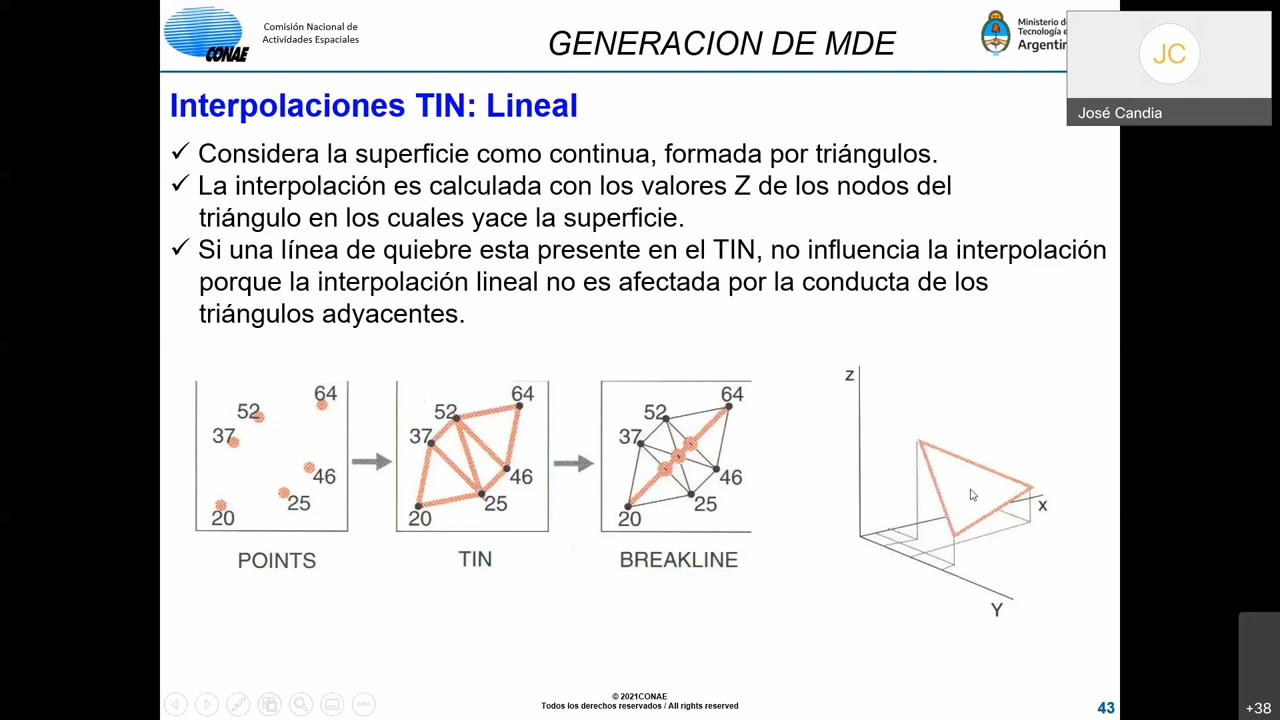 Comisión Nacional de
Actividades Espaciales
CONAE
GENERACION DE MDE
Ministerio de
Tecnología e
Argentin
JC
José Candia
Interpolaciones TIN: Lineal
✓ Considera la superficie como continua, formada por triángulos.
✓ La interpolación es calculada con los valores Z de los nodos del
triángulo en los cuales yace la superficie.
✓ Si una línea de quiebre esta presente en el TIN, no influencia la interpolación
porque la interpolación lineal no es afectada por la conducta de los
triángulos adyacentes.
64
52
37
46
25
20
POINTS
64
52
37
46
25
20
TIN
64
52
37
46
25
20
BREAKLINE
Z
X
Y
© 2021CONAE
Todos los derechos reservados / All rights reserved
43
+38